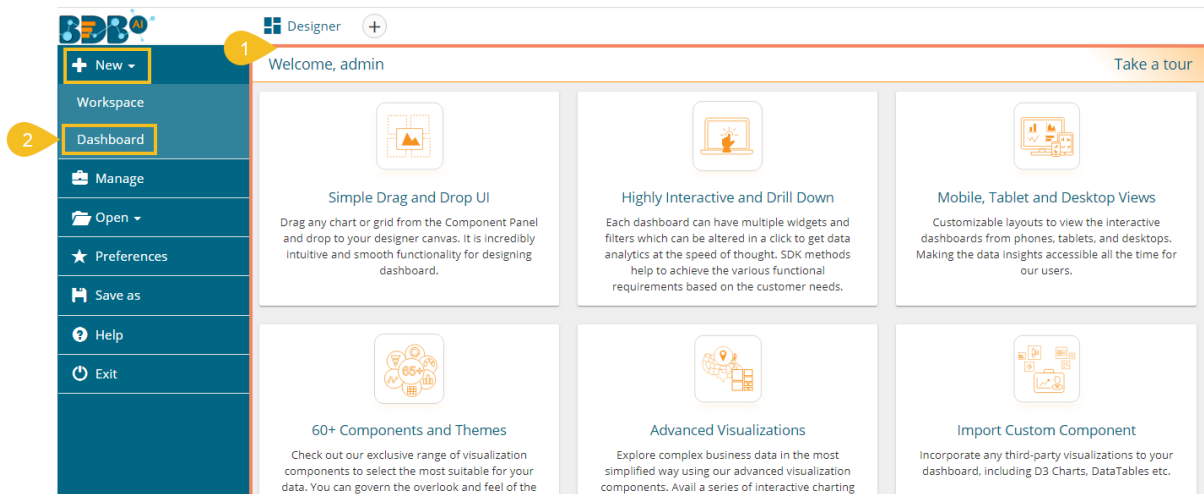 BDB AI
Designer
1
New
Welcome, admin
Take a tour
Workspace
2
Dashboard
Manage
Open
Preferences
Save as
Help
Exit
Simple Drag and Drop UI
Drag any chart or grid from the Component Panel
and drop to your designer canvas. It is incredibly
intuitive and smooth functionality for designing
dashboard.
Highly Interactive and Drill Down
Each dashboard can have multiple widgets and
filters which can be altered in a click to get data
analytics at the speed of thought. SDK methods
help to achieve the various functional
requirements based on the customer needs.
Mobile, Tablet and Desktop Views
Customizable layouts to view the interactive
dashboards from phones, tablets, and desktops.
Making the data insights accessible all the time for
our users.
65+
60+ Components and Themes
Check out our exclusive range of visualization
components to select the most suitable for your
data. You can govern the overlook and feel of the
Advanced Visualizations
Explore complex business data in the most
simplified way using our advanced visualization
components. Avail a series of interactive charting
Import Custom Component
Incorporate any third-party visualizations to your
dashboard, including D3 Charts, DataTables etc.